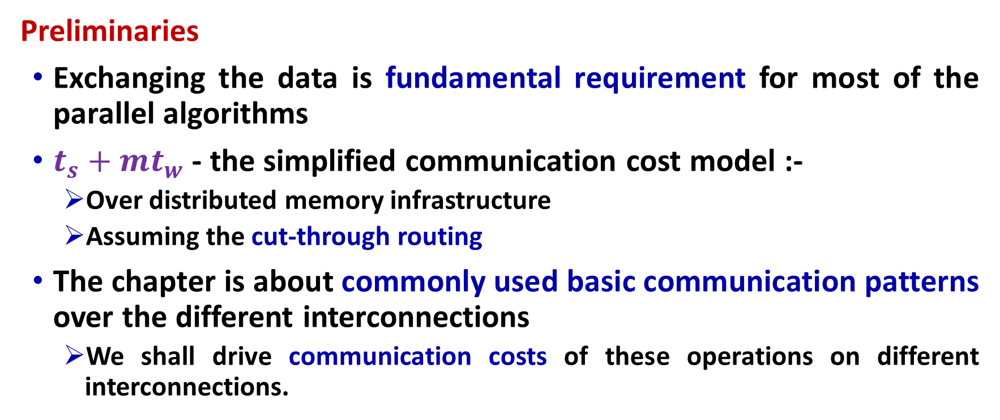 Preliminaries
• Exchanging the data is fundamental requirement for most of the
parallel algorithms
• tₛ + mt_w - the simplified communication cost model :-
➢Over distributed memory infrastructure
➢Assuming the cut-through routing
• The chapter is about commonly used basic communication patterns
over the different interconnections
➢We shall drive communication costs of these operations on different
interconnections.